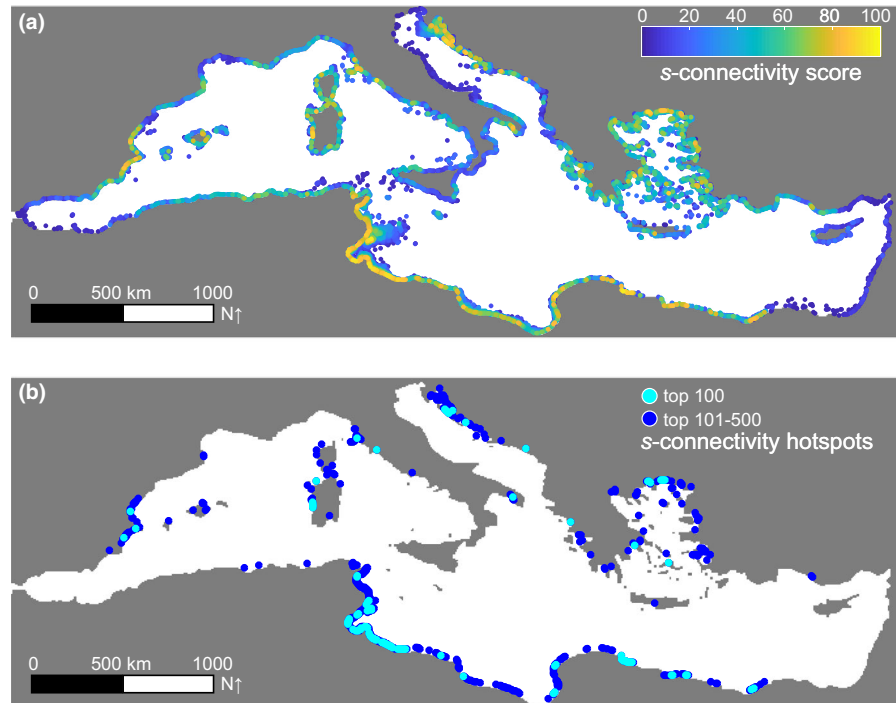 (a)
0 20 40 60 80 100
s-connectivity score
0 500 km 1000
N↑
(b)
top 100
top 101-500
s-connectivity hotspots
0 500 km 1000
N↑